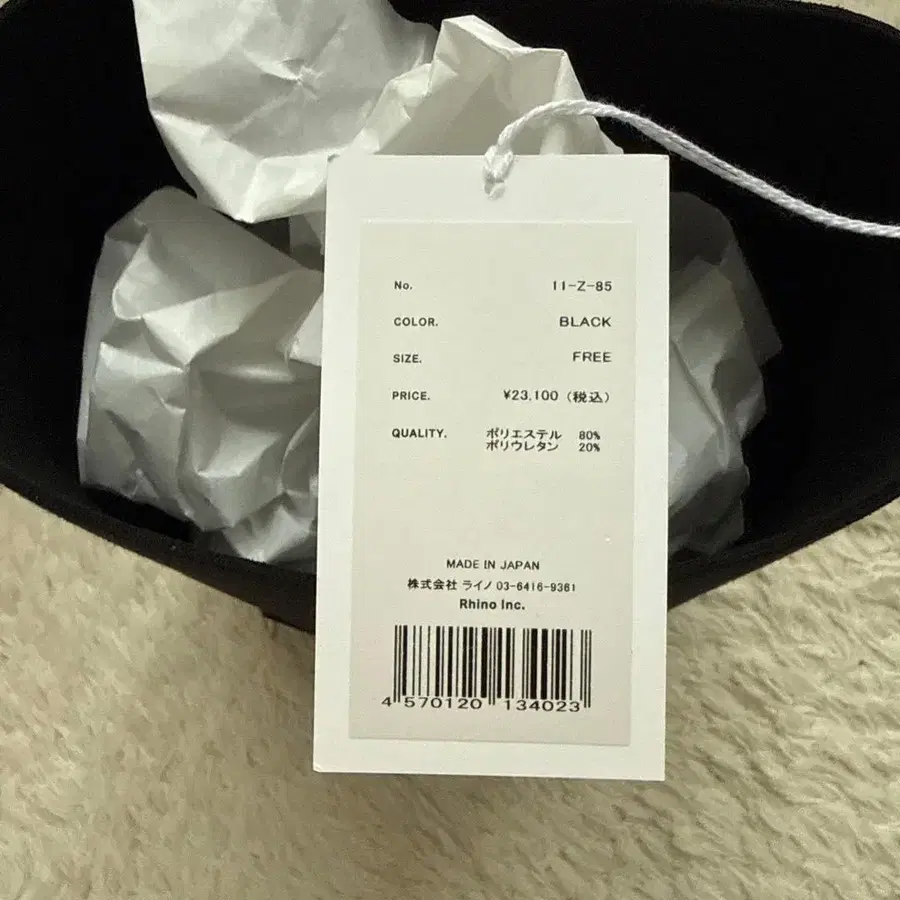 No. 11-Z-85
COLOR. BLACK
SIZE. FREE
PRICE. ¥23,100 (税込)
QUALITY. ポリエステル 80%
ポリウレタン 20%
MADE IN JAPAN
株式会社 ライノ 03-6416-9361
Rhino Inc.
4 570120 134023